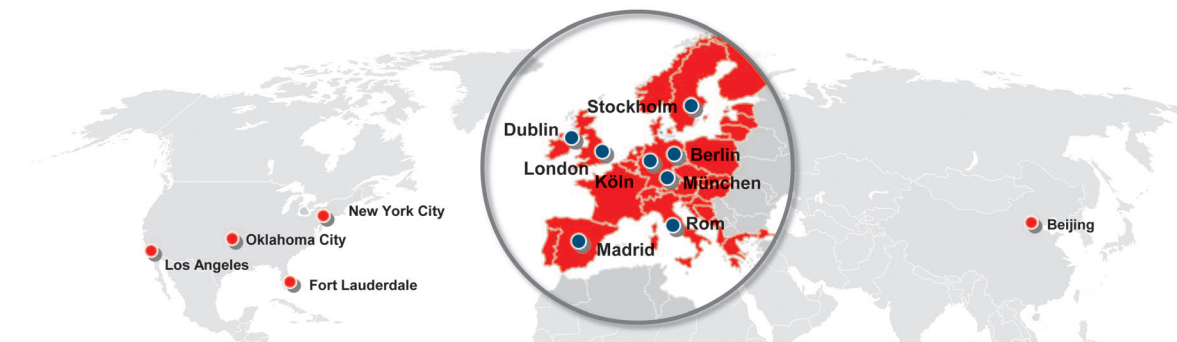 Stockholm
Dublin
London
Berlin
Köln
München
New York City
Rom
Beijing
Oklahoma City
Madrid
Los Angeles
Fort Lauderdale